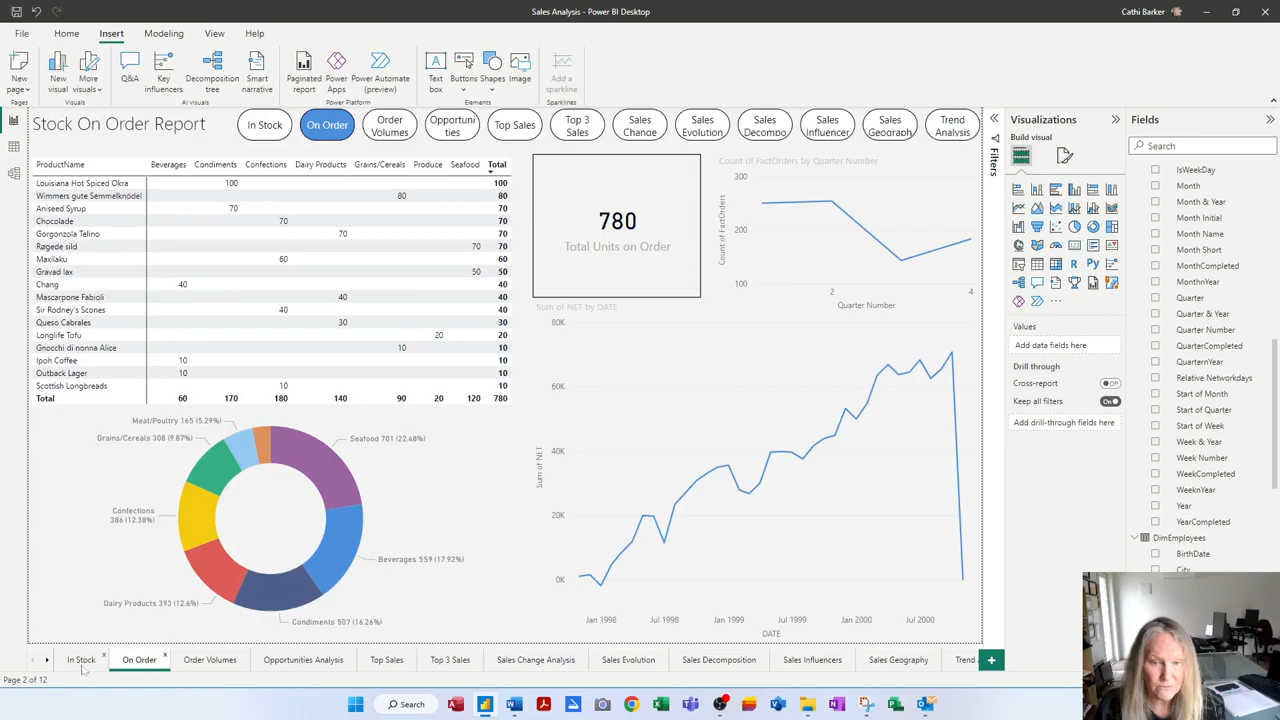 Sales Analysis - Power BI Desktop
Cathi Barker
File Home Insert Modeling View Help
New page
New visual
More visuals
Q&A
Key influencers
Decomposition tree
Smart narrative
Paginated report
Power Apps
Power Automate (preview)
Text box
Buttons
Shapes
Image
Add a sparkline
Pages
Visuals
AI visuals
Power Platform
Elements
Sparklines
Stock On Order Report
In Stock
On Order
Order Volumes
Opportuni ties
Top Sales
Top 3 Sales
Sales Change
Sales Evolution
Sales Decompo
Sales Influencer
Sales Geograph
Trend Analysis
ProductName Beverages Condiments Confections Dairy Products Grains/Cereals Produce Seafood Total
Louisiana Hot Spiced Okra 100 100
Wimmers gute Semmelknödel 80 80
Aniseed Syrup 70 70
Chocolade 70 70
Gorgonzola Telino 70 70
Røgede sild 70 70
Maxilaku 60 60
Gravad lax 50 50
Chang 40 40
Mascarpone Fabioli 40 40
Sir Rodney's Scones 40 40
Queso Cabrales 30 30
Longlife Tofu 20 20
Gnocchi di nonna Alice 10 10
Ipoh Coffee 10 10
Outback Lager 10 10
Scottish Longbreads 10 10
Total 60 170 180 140 90 20 120 780
780
Total Units on Order
Count of FactOrders by Quarter Number
Count of FactOrders
300
200
100
2 4
Quarter Number
Sum of NET by DATE
Sum of NET
80K
60K
40K
20K
0K
Jan 1998 Jul 1998 Jan 1999 Jul 1999 Jan 2000 Jul 2000
DATE
Meat/Poultry 165 (5.29%)
Grains/Cereals 308 (9.87%)
Seafood 701 (22.48%)
Confections
386 (12.38%)
Beverages 559 (17.92%)
Dairy Products 393 (12.6%)
Condiments 507 (16.26%)
Filters
Visualizations
Build visual
R Py
Values
Add data fields here
Drill through
Cross-report Off
Keep all filters On
Add drill-through fields here
Fields
Search
IsWeekDay
Month
Month & Year
Month Initial
Month Name
Month Short
MonthCompleted
MonthnYear
Quarter
Quarter & Year
Quarter Number
QuarterCompleted
QuarternYear
Relative Networkdays
Start of Month
Start of Quarter
Start of Week
Week & Year
Week Number
WeekCompleted
WeeknYear
Year
YearCompleted
DimEmployees
BirthDate
City
In Stock On Order Order Volumes Opportunities Analysis Top Sales Top 3 Sales Sales Change Analysis Sales Evolution Sales Decomposition Sales Influencers Sales Geography Trend
Page 2 of 12
Search